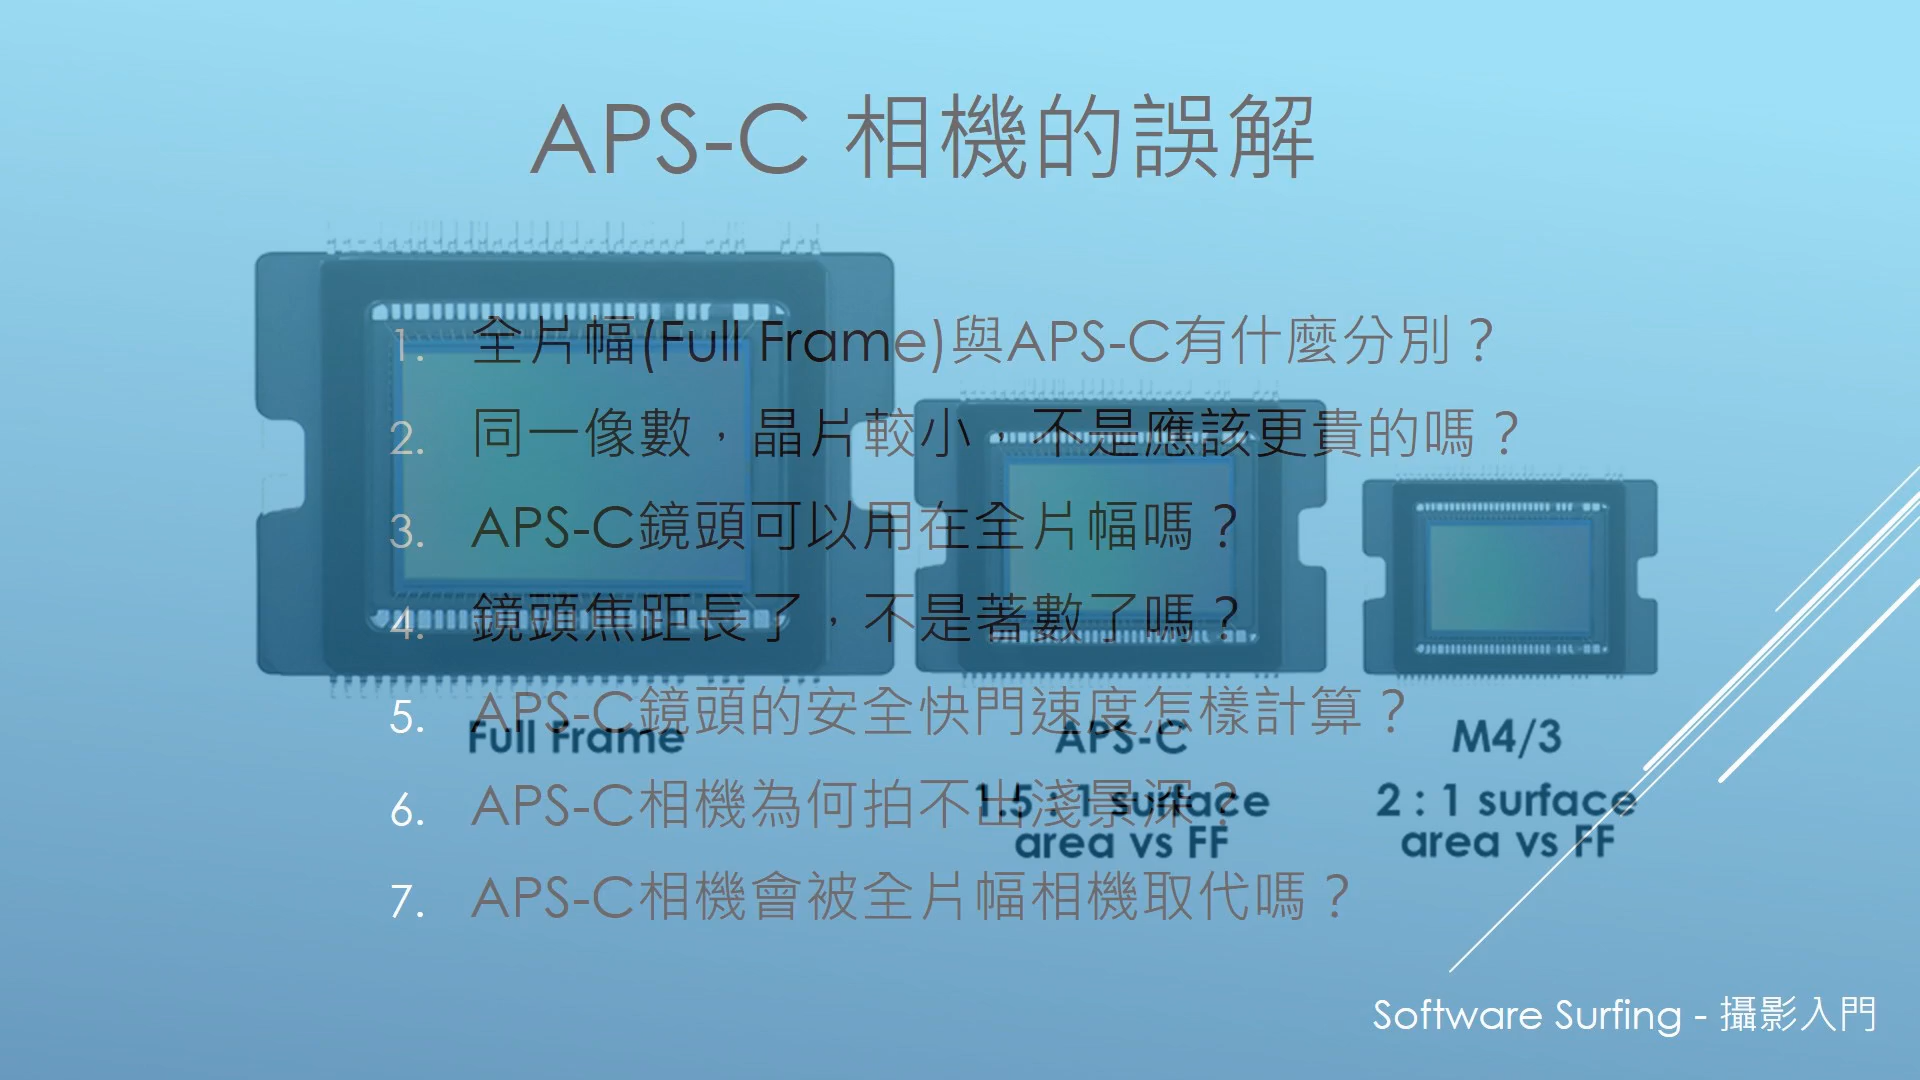 APS-C 相機的誤解
1. 全片幅(Full Frame)與APS-C有什麼分別？
2. 同一像數，晶片較小，不是應該更貴的嗎？
3. APS-C鏡頭可以用在全片幅嗎？
4. 鏡頭焦距長了，不是著數了嗎？
5. APS-C鏡頭的安全快門速度怎樣計算？
6. APS-C相機為何拍不出淺景深？
7. APS-C相機會被全片幅相機取代嗎？
Full Frame
APS-C
1.5 : 1 surface
area vs FF
M4/3
2 : 1 surface
area vs FF
Software Surfing - 攝影入門